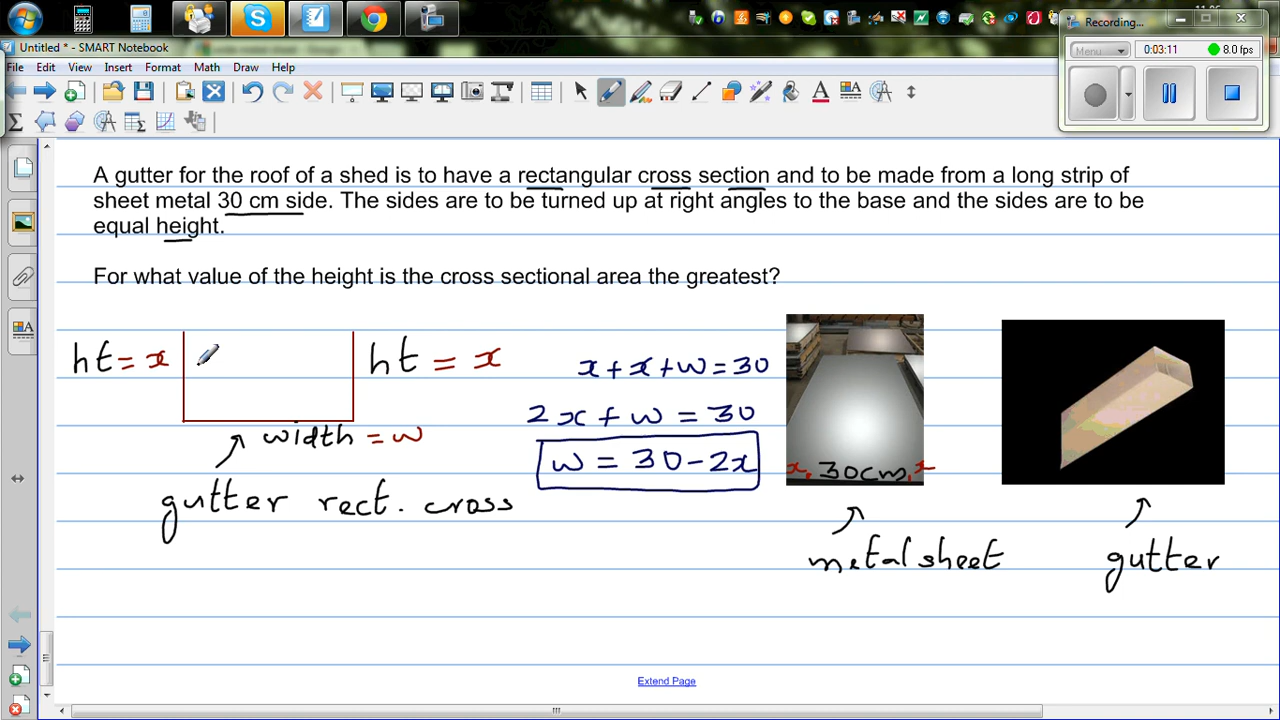 Untitled * - SMART Notebook
File Edit View Insert Format Math Draw Help
Recording...
Menu
0:03:11
8.0 fps
A gutter for the roof of a shed is to have a rectangular cross section and to be made from a long strip of
sheet metal 30 cm side. The sides are to be turned up at right angles to the base and the sides are to be
equal height.
For what value of the height is the cross sectional area the greatest?
ht = x
ht = x
width = w
gutter rect. cross
x + x + w = 30
2x + w = 30
w = 30 - 2x
x, 30cm, x
metal sheet
gutter
Extend Page